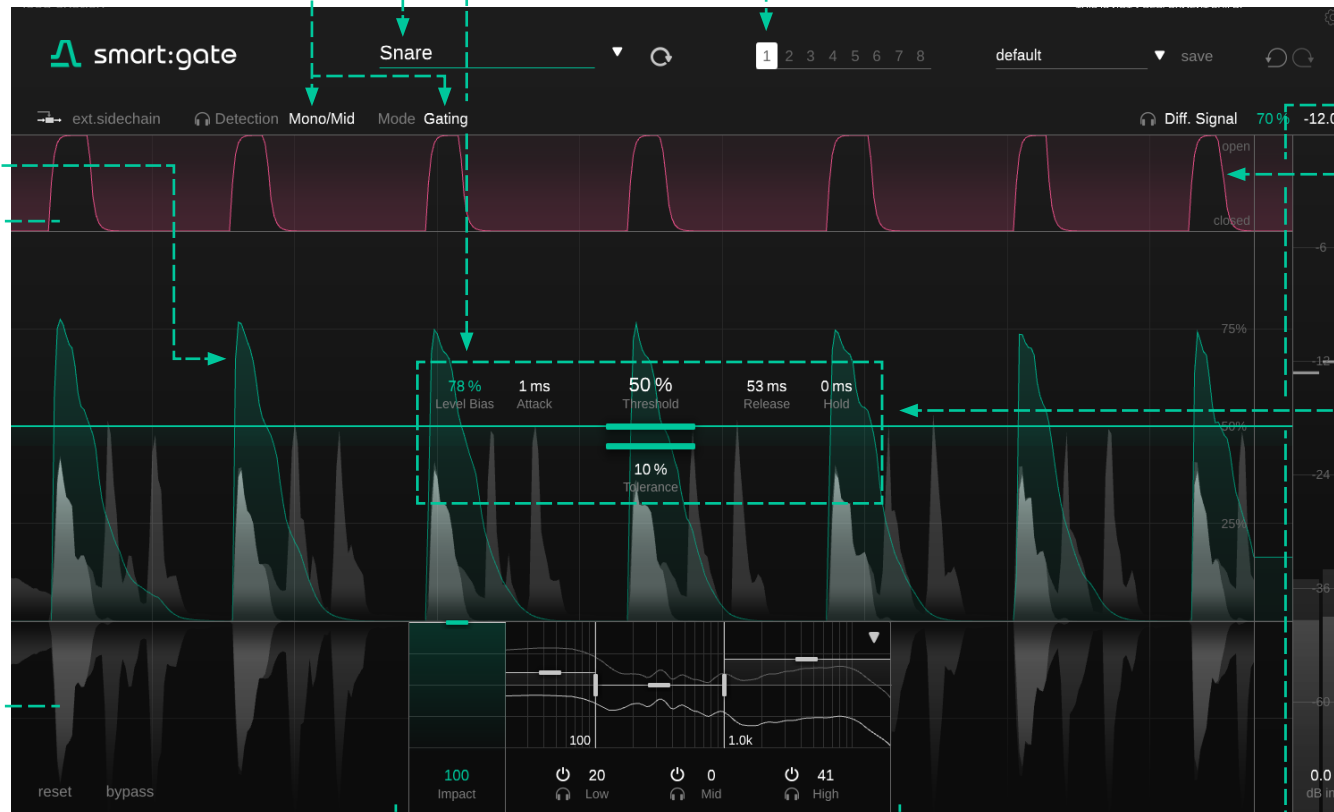 smart:gate
Snare
1 2 3 4 5 6 7 8
default
save
ext.sidechain
Detection Mono/Mid
Mode Gating
Diff. Signal
70 %
-12.0
open
closed
-6
75%
-12
78 %
Level Bias
1 ms
Attack
50 %
Threshold
53 ms
Release
0 ms
Hold
50%
10 %
Tolerance
-24
25%
-36
-60
100
1.0k
100
Impact
20
Low
0
Mid
41
High
reset
bypass
0.0
dB in